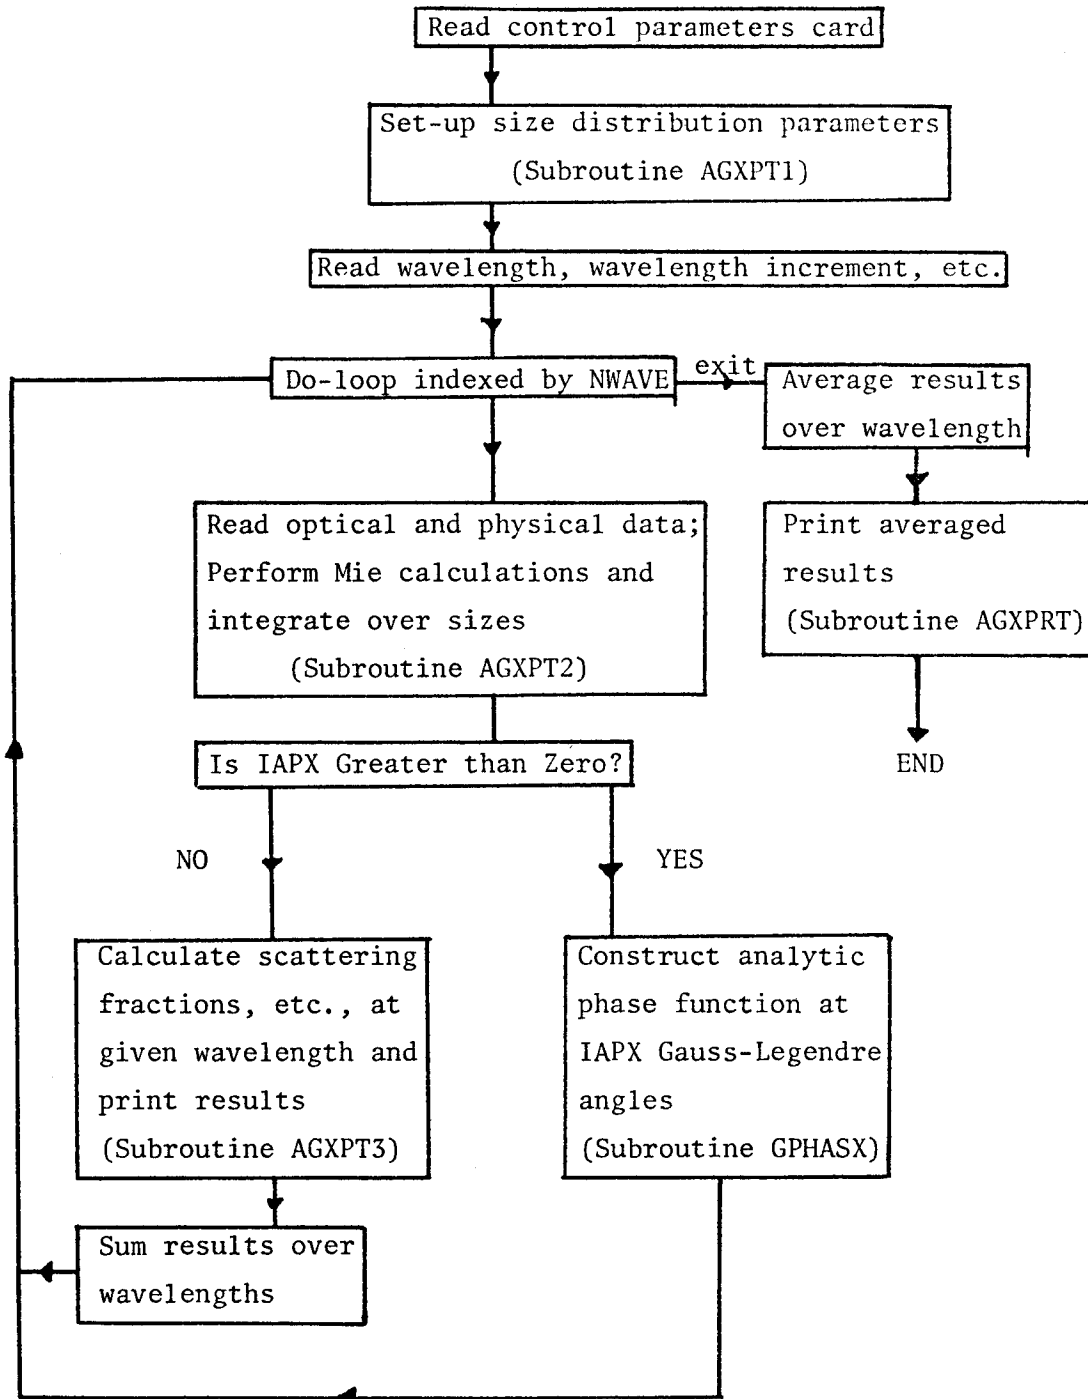 Read control parameters card
Set-up size distribution parameters
(Subroutine AGXPT1)
Read wavelength, wavelength increment, etc.
Do-loop indexed by NWAVE
exit
Average results
over wavelength
Read optical and physical data;
Perform Mie calculations and
integrate over sizes
(Subroutine AGXPT2)
Print averaged
results
(Subroutine AGXPRT)
END
Is IAPX Greater than Zero?
NO
YES
Calculate scattering
fractions, etc., at
given wavelength and
print results
(Subroutine AGXPT3)
Construct analytic
phase function at
IAPX Gauss-Legendre
angles
(Subroutine GPHASX)
Sum results over
wavelengths